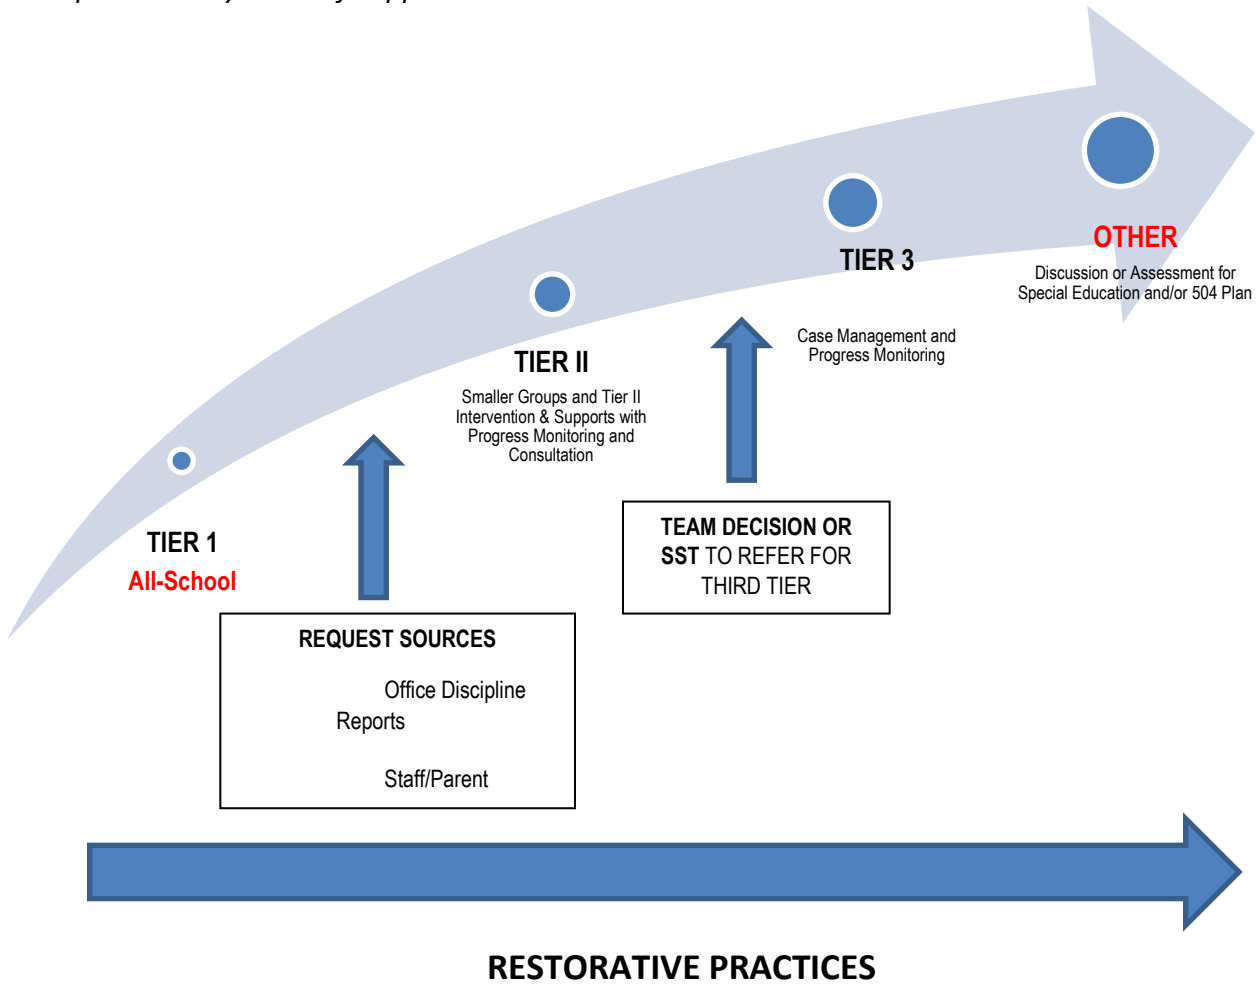 OTHER
Discussion or Assessment for
Special Education and/or 504 Plan
TIER 3
Case Management and
Progress Monitoring
TIER II
Smaller Groups and Tier II
Intervention & Supports with
Progress Monitoring and
Consultation
TEAM DECISION OR
SST TO REFER FOR
THIRD TIER
TIER 1
All-School
REQUEST SOURCES
Office Discipline
Reports
Staff/Parent
RESTORATIVE PRACTICES